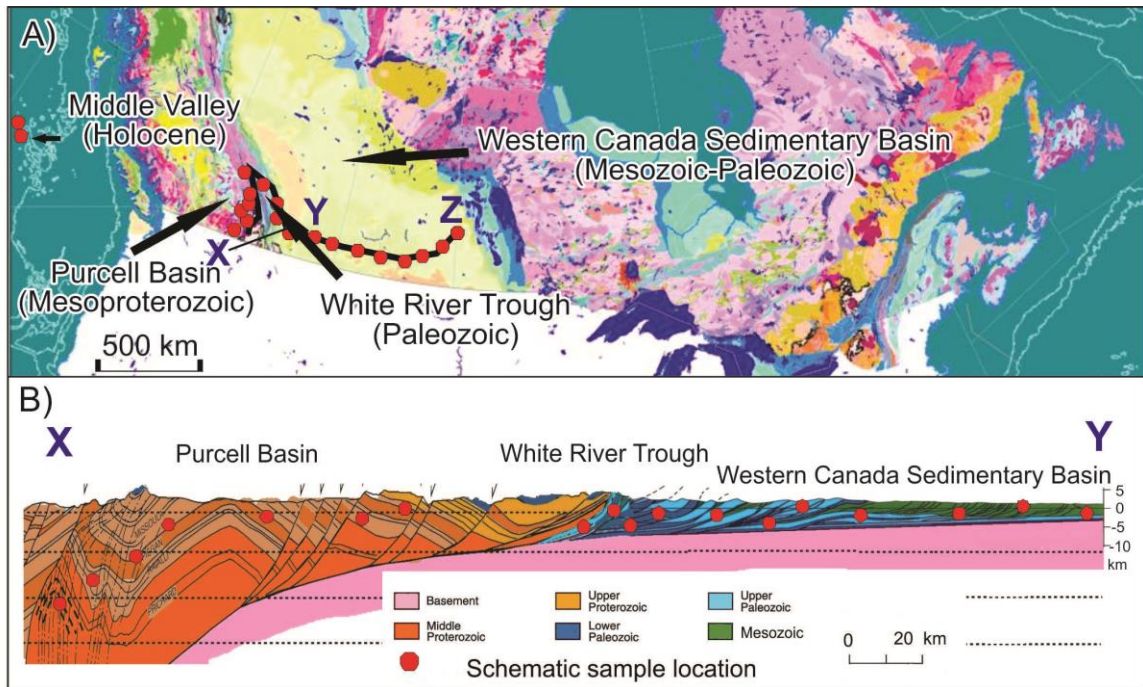 A)
Middle Valley
(Holocene)
Western Canada Sedimentary Basin
(Mesozoic-Paleozoic)
X
Y
Z
Purcell Basin
(Mesoproterozoic)
White River Trough
(Paleozoic)
500 km
B)
X
Y
Purcell Basin
White River Trough
Western Canada Sedimentary Basin
5
0
-5
-10
km
PRICHARD
Basement
Upper
Proterozoic
Upper
Paleozoic
Middle
Proterozoic
Lower
Paleozoic
Mesozoic
Schematic sample location
0 20 km